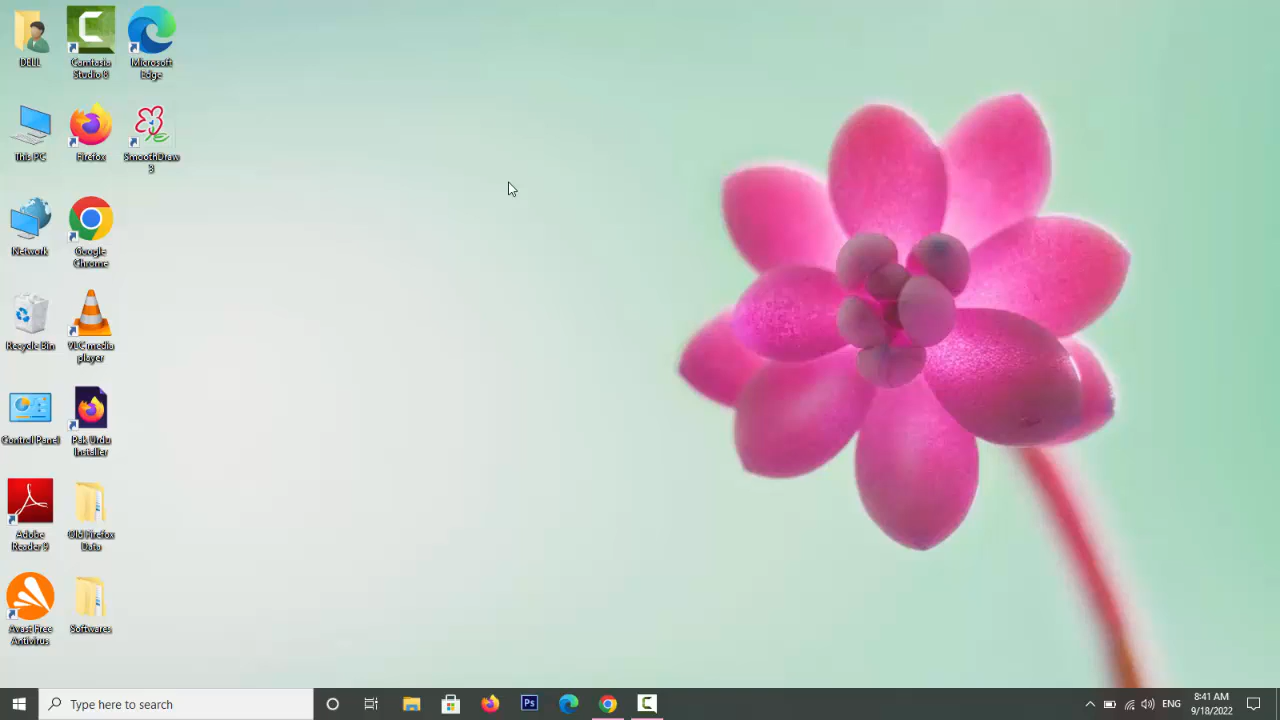 DELL
Camtasia
Studio 8
Microsoft
Edge
This PC
Firefox
SmoothDraw
3
Network
Google
Chrome
Recycle Bin
VLC media
player
Control Panel
Pak Urdu
Installer
Adobe
Reader 9
Old Firefox
Data
Avast Free
Antivirus
Softwares
Type here to search
Ps
ENG
8:41 AM
9/18/2022